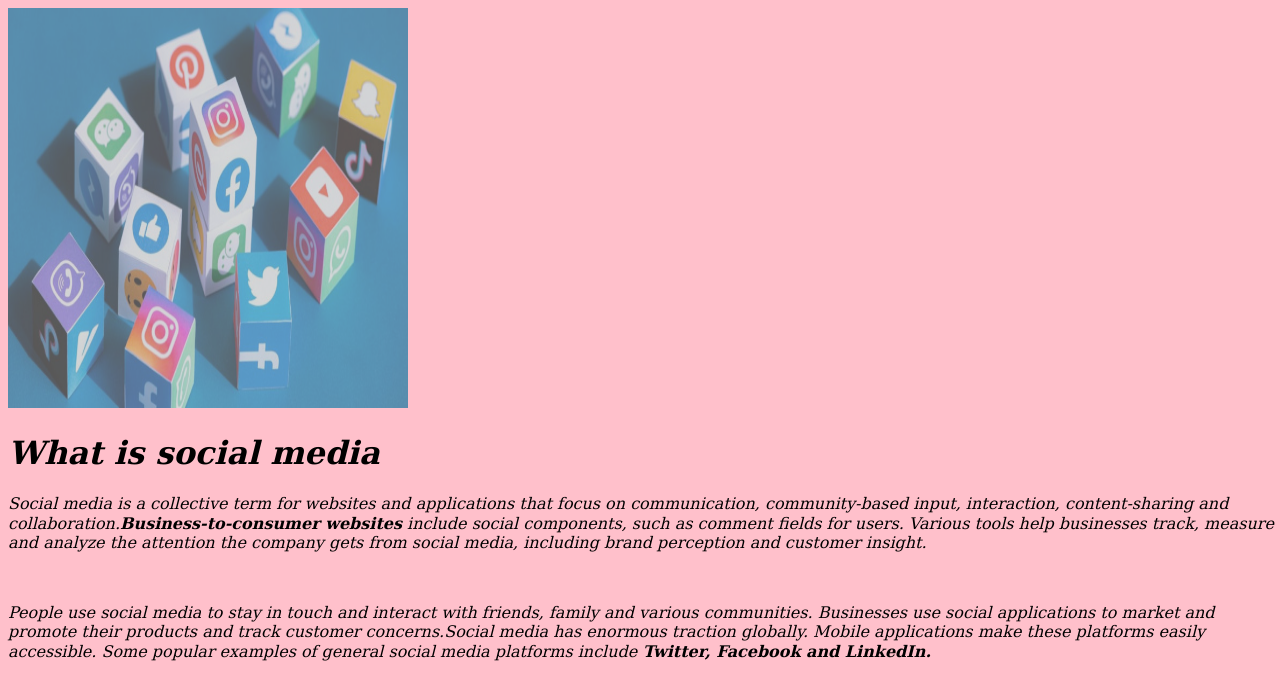 What is social media
Social media is a collective term for websites and applications that focus on communication, community-based input, interaction, content-sharing and
collaboration.Business-to-consumer websites include social components, such as comment fields for users. Various tools help businesses track, measure
and analyze the attention the company gets from social media, including brand perception and customer insight.
People use social media to stay in touch and interact with friends, family and various communities. Businesses use social applications to market and
promote their products and track customer concerns.Social media has enormous traction globally. Mobile applications make these platforms easily
accessible. Some popular examples of general social media platforms include Twitter, Facebook and LinkedIn.